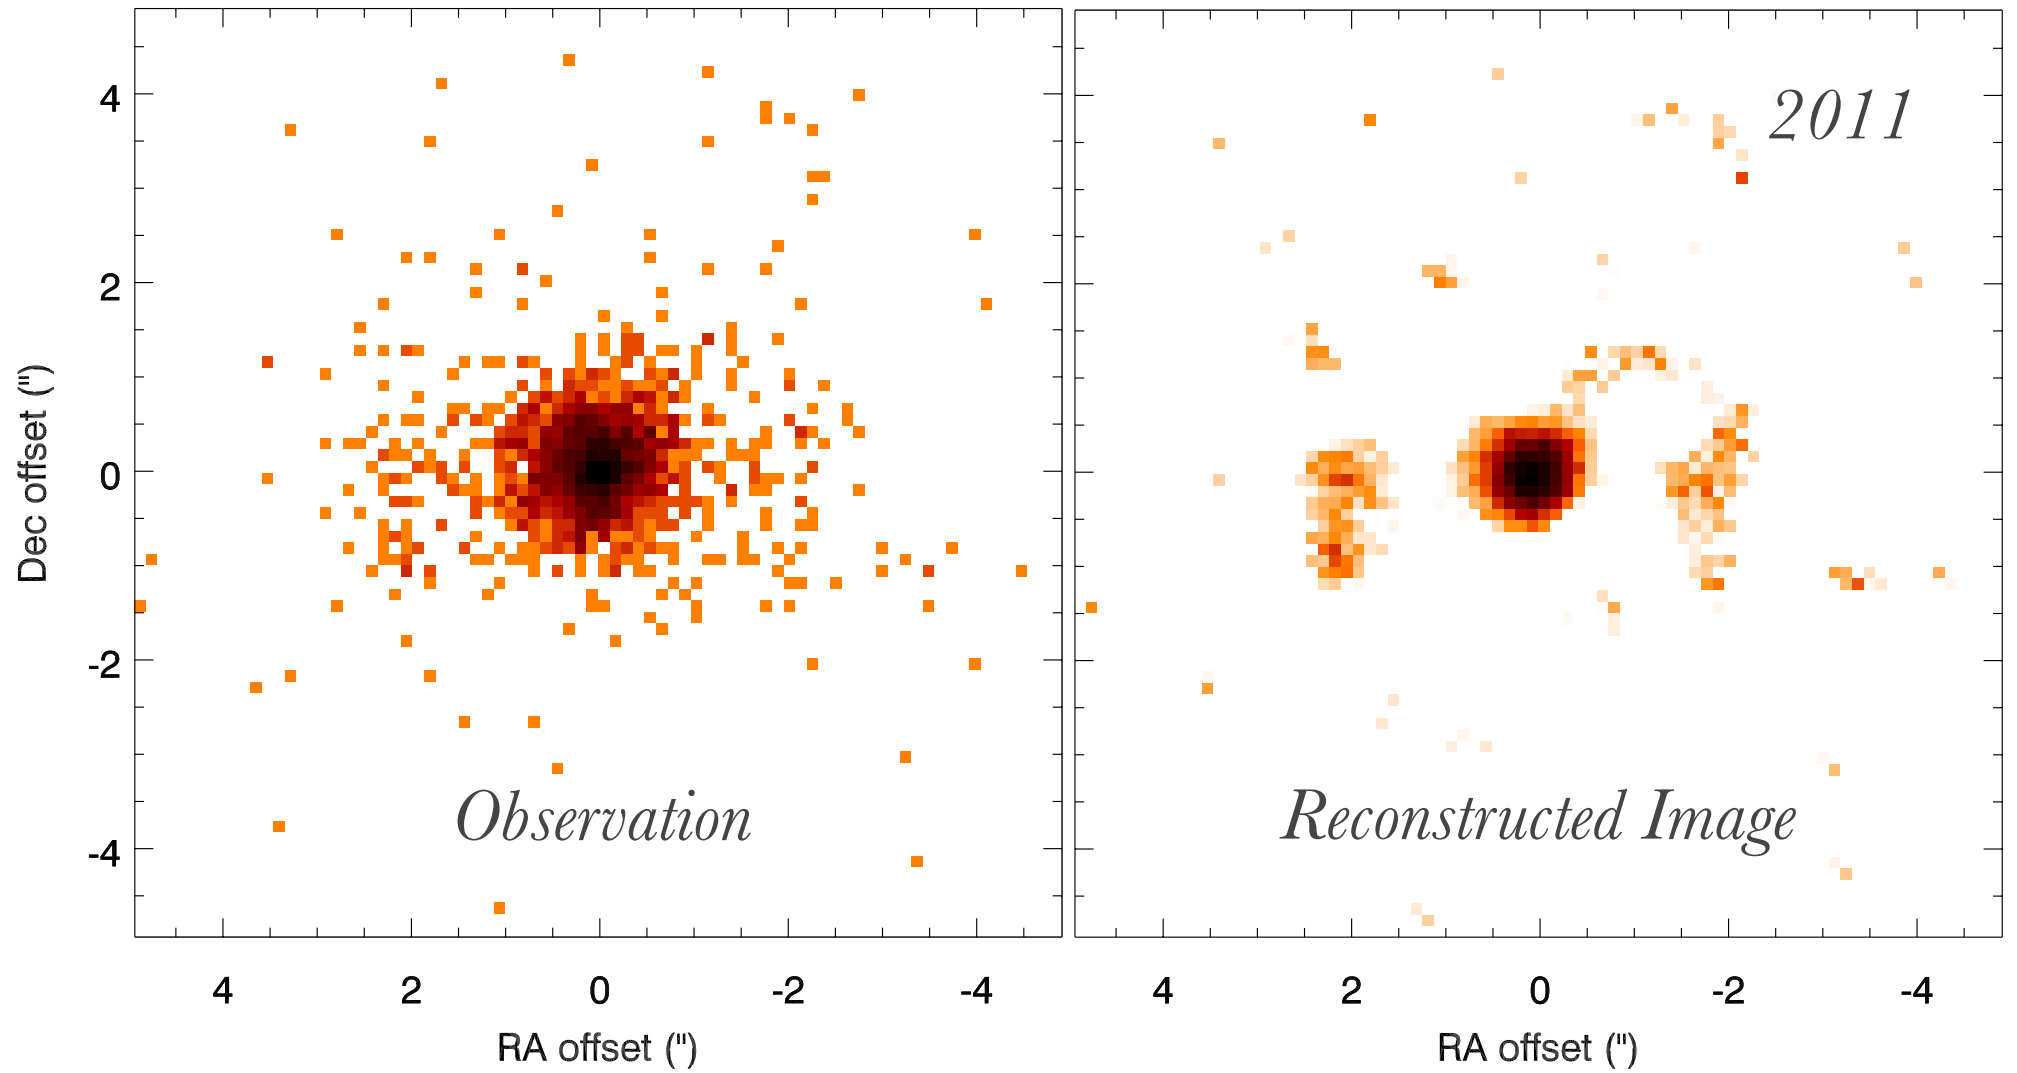 2011
4
2
0
-2
-4
Dec offset (")
Observation
Reconstructed Image
4 2 0 -2 -4 4 2 0 -2 -4
RA offset (") RA offset (")